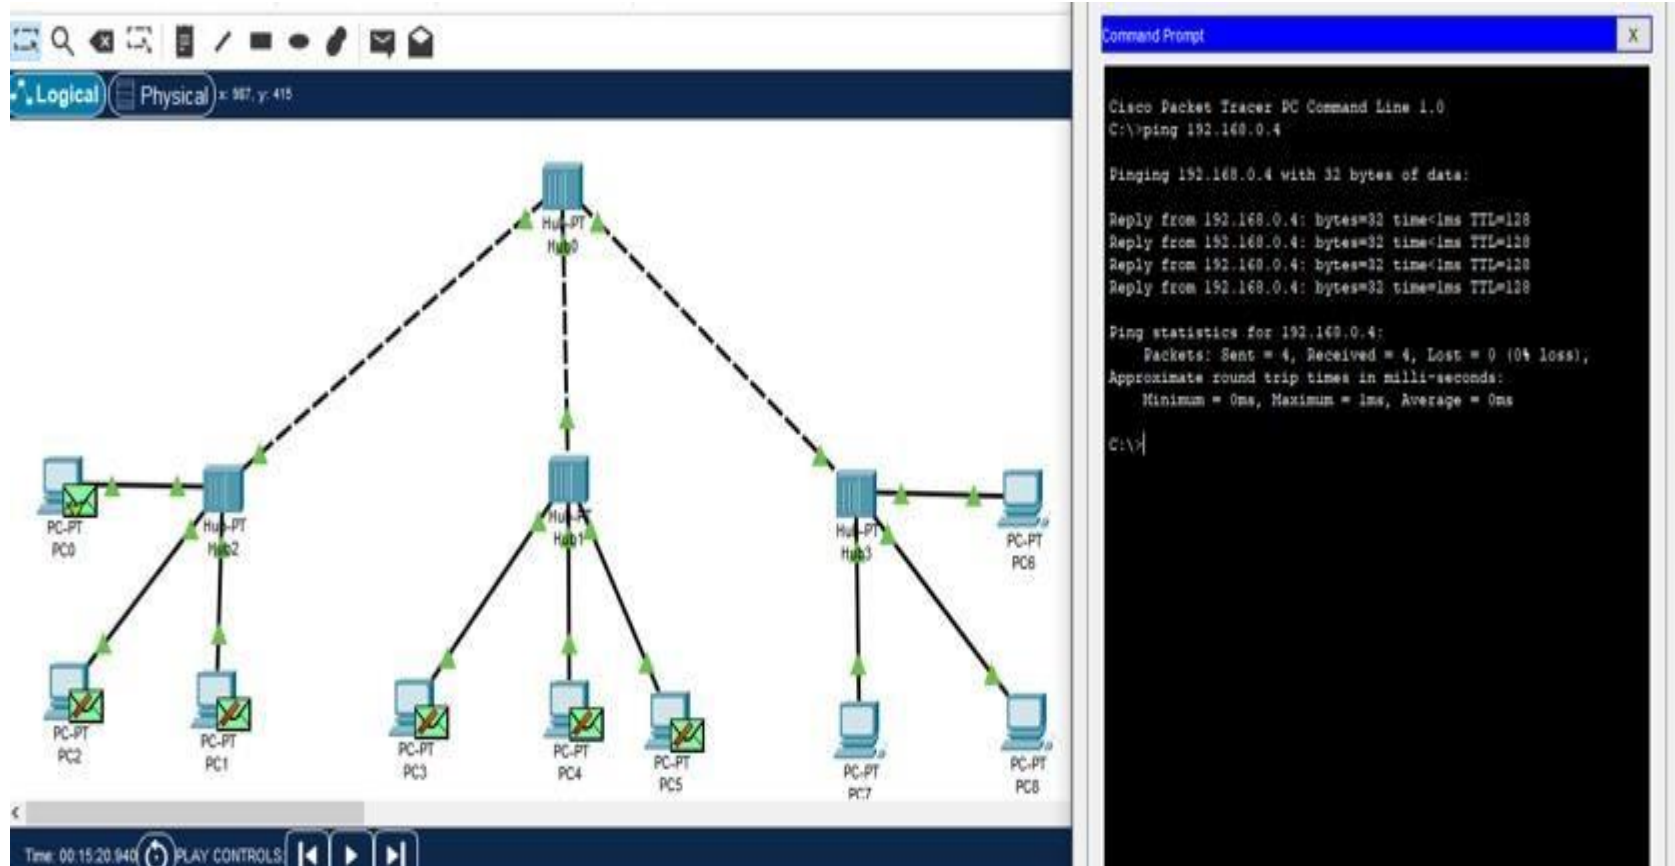 Logical
Physical x: 987, y: 415
Hub-PT
Hub0
PC-PT
PC0
Hub-PT
Hub2
Hub-PT
Hub1
Hub-PT
Hub3
PC-PT
PC6
PC-PT
PC2
PC-PT
PC1
PC-PT
PC3
PC-PT
PC4
PC-PT
PC5
PC-PT
PC7
PC-PT
PC8
Time: 00:15:20.940 PLAY CONTROLS:
Command Prompt
X
Cisco Packet Tracer PC Command Line 1.0
C:\>ping 192.168.0.4
Pinging 192.168.0.4 with 32 bytes of data:
Reply from 192.168.0.4: bytes=32 time<1ms TTL=128
Reply from 192.168.0.4: bytes=32 time<1ms TTL=128
Reply from 192.168.0.4: bytes=32 time<1ms TTL=128
Reply from 192.168.0.4: bytes=32 time=1ms TTL=128
Ping statistics for 192.168.0.4:
Packets: Sent = 4, Received = 4, Lost = 0 (0% loss),
Approximate round trip times in milli-seconds:
Minimum = 0ms, Maximum = 1ms, Average = 0ms
C:\>